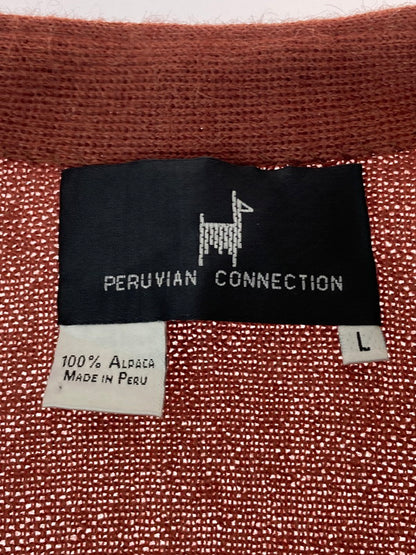 PERUVIAN CONNECTION
100% ALPACA
MADE IN PERU
L